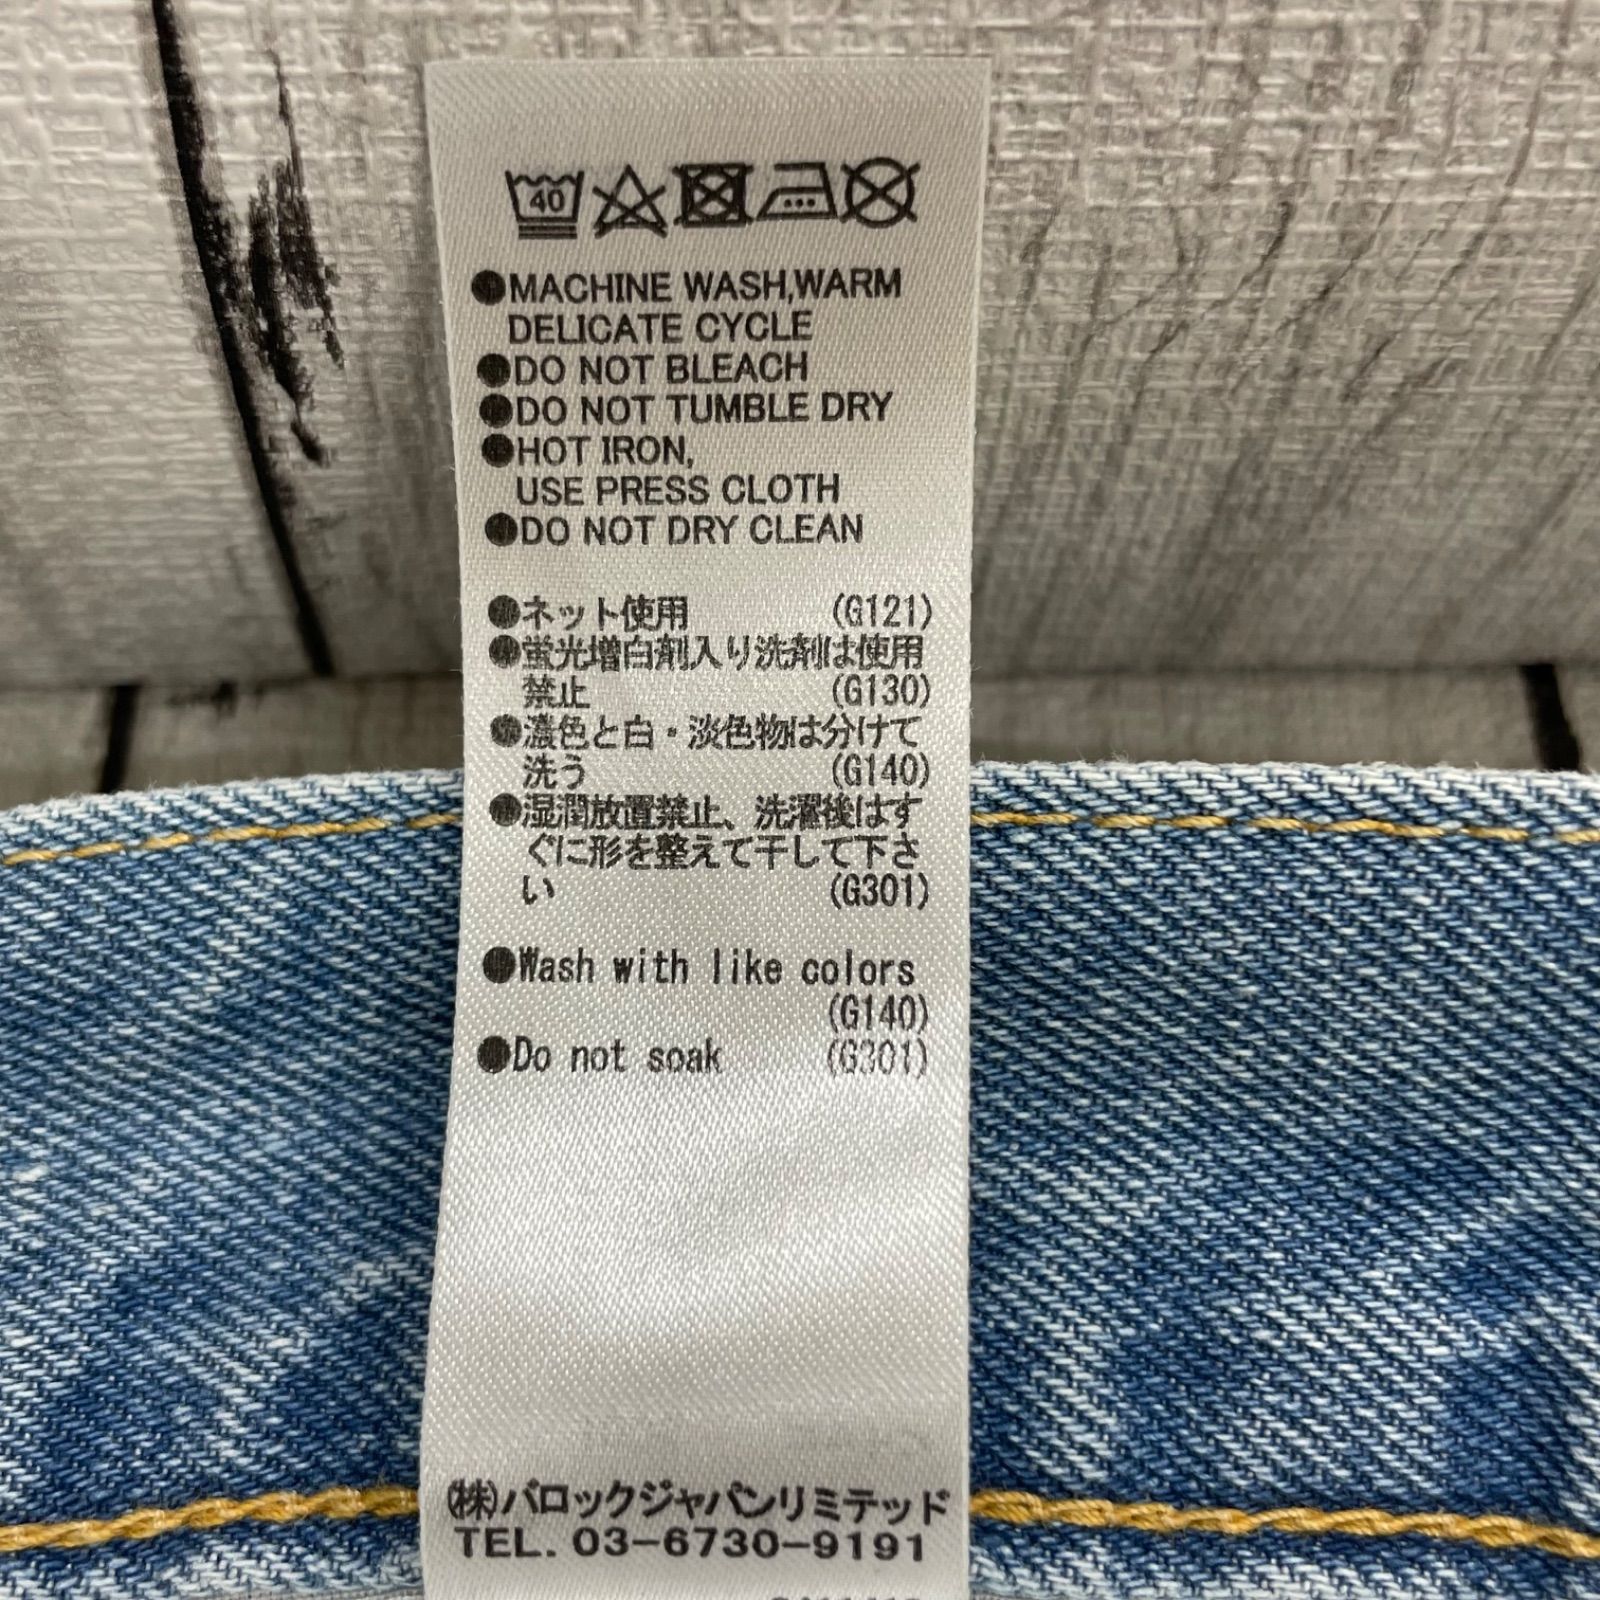 40
●MACHINE WASH,WARM
DELICATE CYCLE
●DO NOT BLEACH
●DO NOT TUMBLE DRY
●HOT IRON,
USE PRESS CLOTH
●DO NOT DRY CLEAN
●ネット使用 (G121)
●蛍光増白剤入り洗剤は使用
禁止 (G130)
●濃色と白・淡色物は分けて
洗う (G140)
●湿潤放置禁止、洗濯後はす
ぐに形を整えて干して下さ
い (G301)
●Wash with like colors
(G140)
●Do not soak (G301)
(株)バロックジャパンリミテッド
TEL. 03-6730-9191